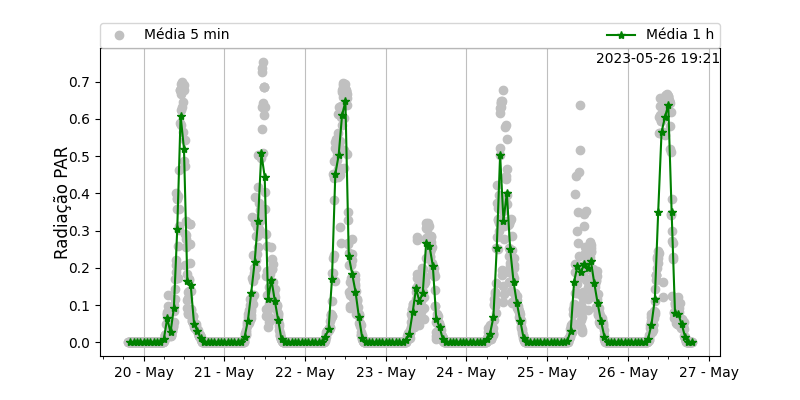 Média 5 min
Média 1 h
2023-05-26 19:21
Radiação PAR
0.7
0.6
0.5
0.4
0.3
0.2
0.1
0.0
20 - May
21 - May
22 - May
23 - May
24 - May
25 - May
26 - May
27 - May